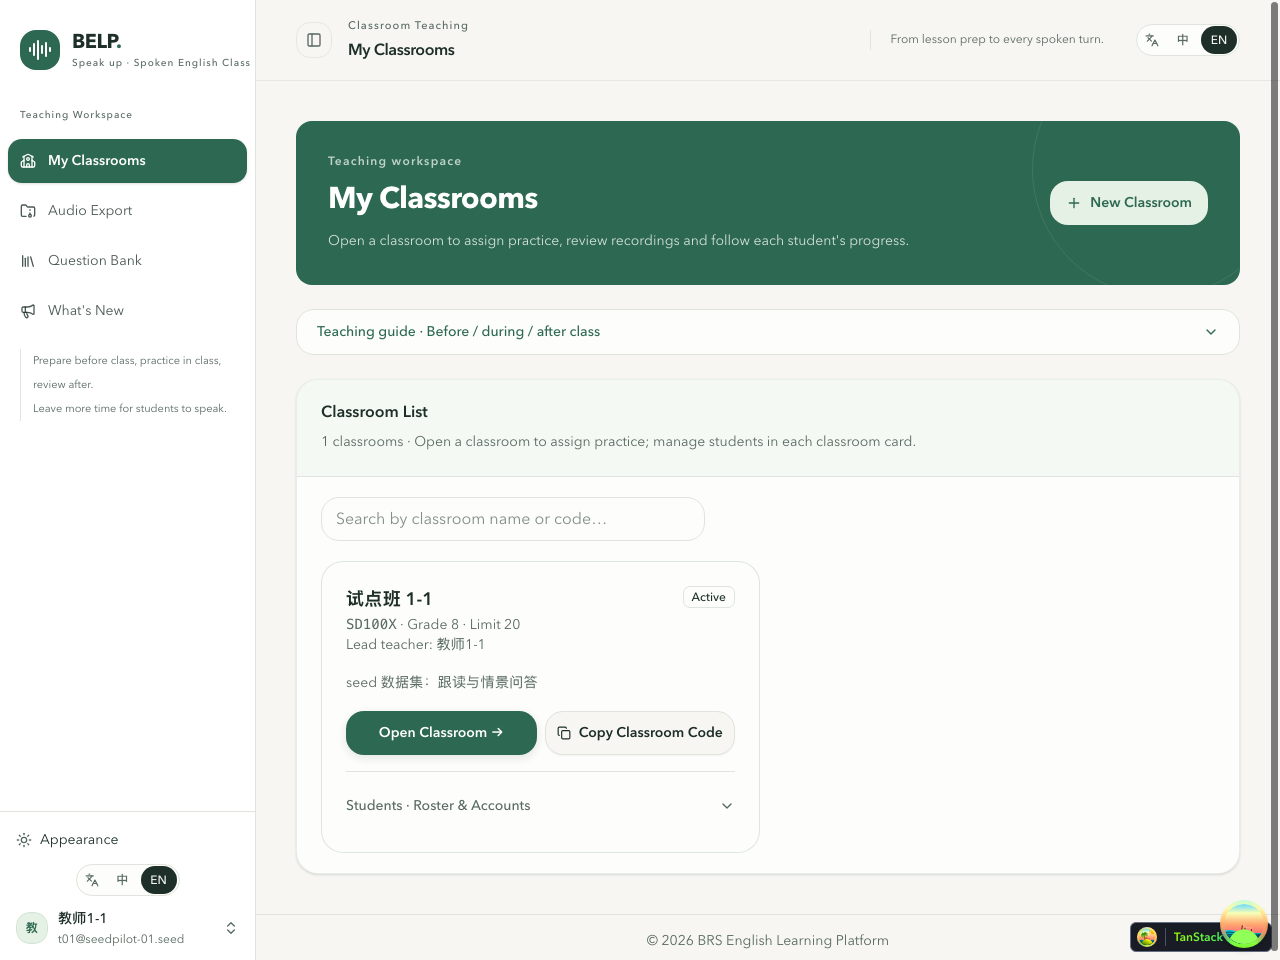 BELP.
Speak up · Spoken English Class
Teaching Workspace
My Classrooms
Audio Export
Question Bank
What's New
Prepare before class, practice in class,
review after.
Leave more time for students to speak.
Appearance
中 EN
教
教师1-1
t01@seedpilot-01.seed
Classroom Teaching
My Classrooms
From lesson prep to every spoken turn.
中 EN
Teaching workspace
My Classrooms
Open a classroom to assign practice, review recordings and follow each student's progress.
+ New Classroom
Teaching guide · Before / during / after class
Classroom List
1 classrooms · Open a classroom to assign practice; manage students in each classroom card.
Search by classroom name or code…
试点班 1-1
Active
SD100X · Grade 8 · Limit 20
Lead teacher: 教师1-1
seed 数据集：跟读与情景问答
Open Classroom →
Copy Classroom Code
Students · Roster & Accounts
© 2026 BRS English Learning Platform
TanStack